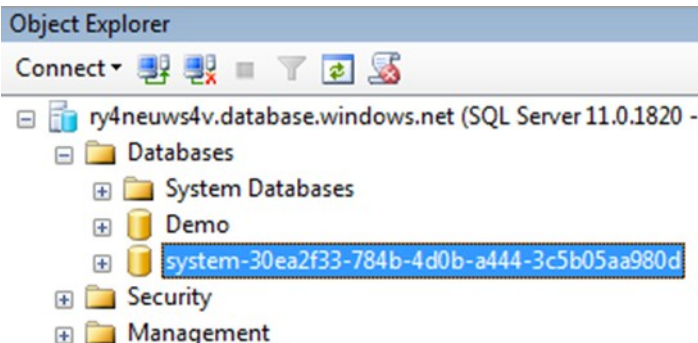 Object Explorer
Connect
ry4neuws4v.database.windows.net (SQL Server 11.0.1820 -
Databases
System Databases
Demo
system-30ea2f33-784b-4d0b-a444-3c5b05aa980d
Security
Management